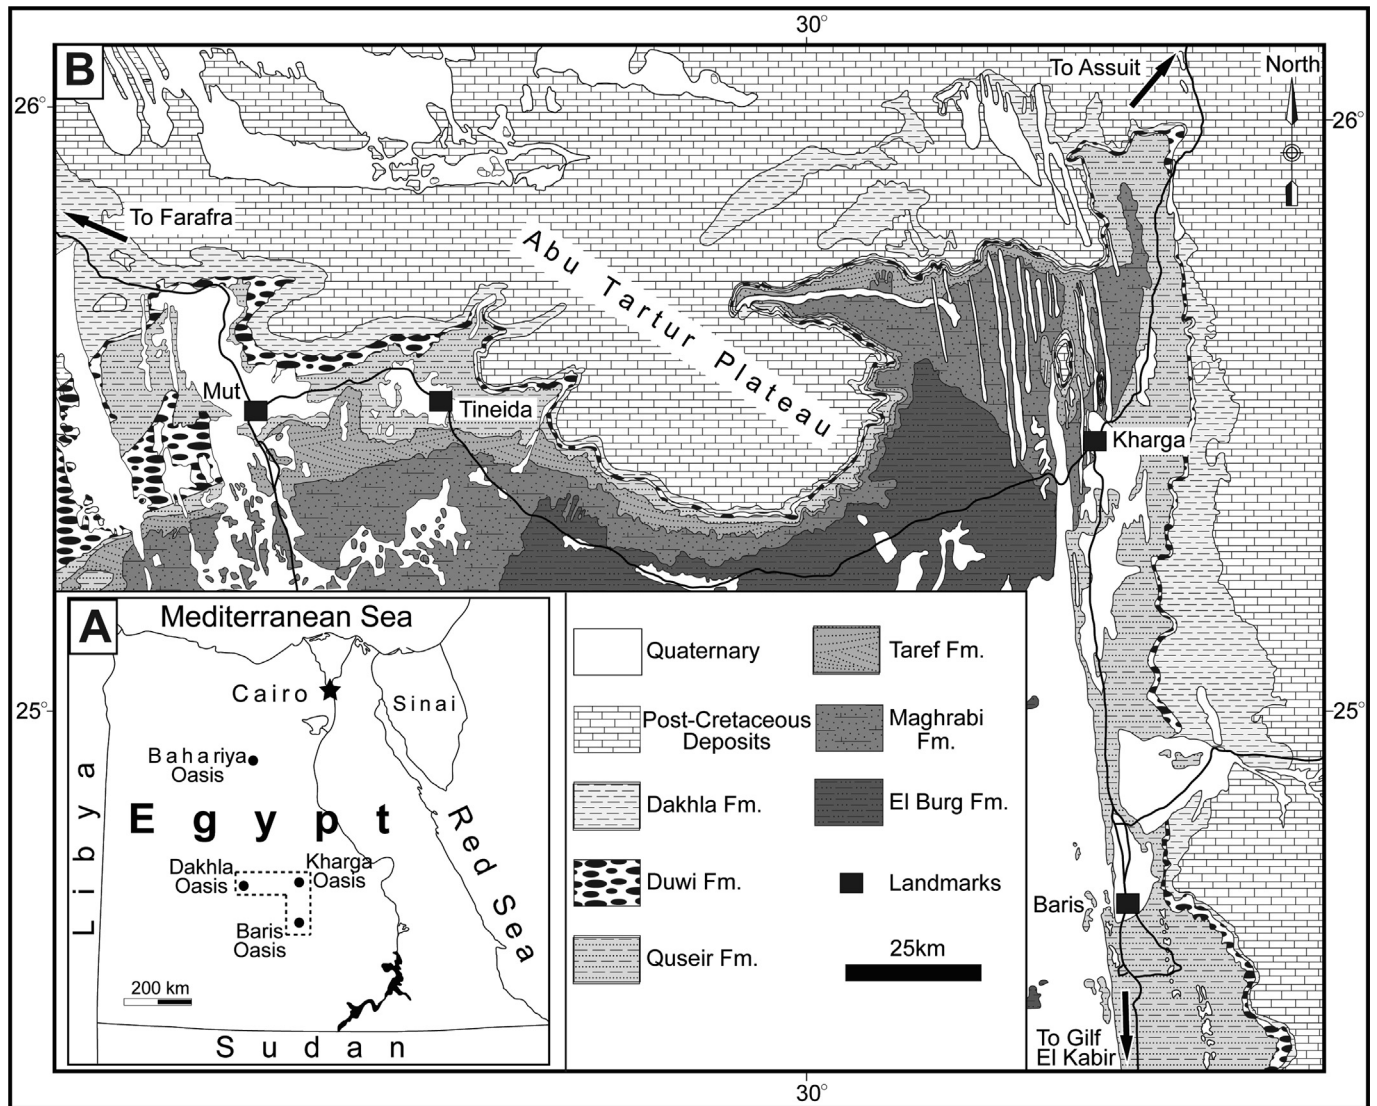 30°
B
To Assuit
North
26°
26°
To Farafra
Abu Tartur Plateau
Mut
Tineida
Kharga
A
Mediterranean Sea
Cairo
Sinai
Bahariya
Oasis
Libya
Egypt
Red Sea
Dakhla
Oasis
Kharga
Oasis
Baris
Oasis
200 km
Sudan
Quaternary
Post-Cretaceous
Deposits
Dakhla Fm.
Duwi Fm.
Quseir Fm.
Taref Fm.
Maghrabi
Fm.
El Burg Fm.
Landmarks
25km
25°
25°
Baris
To Gilf
El Kabir
30°